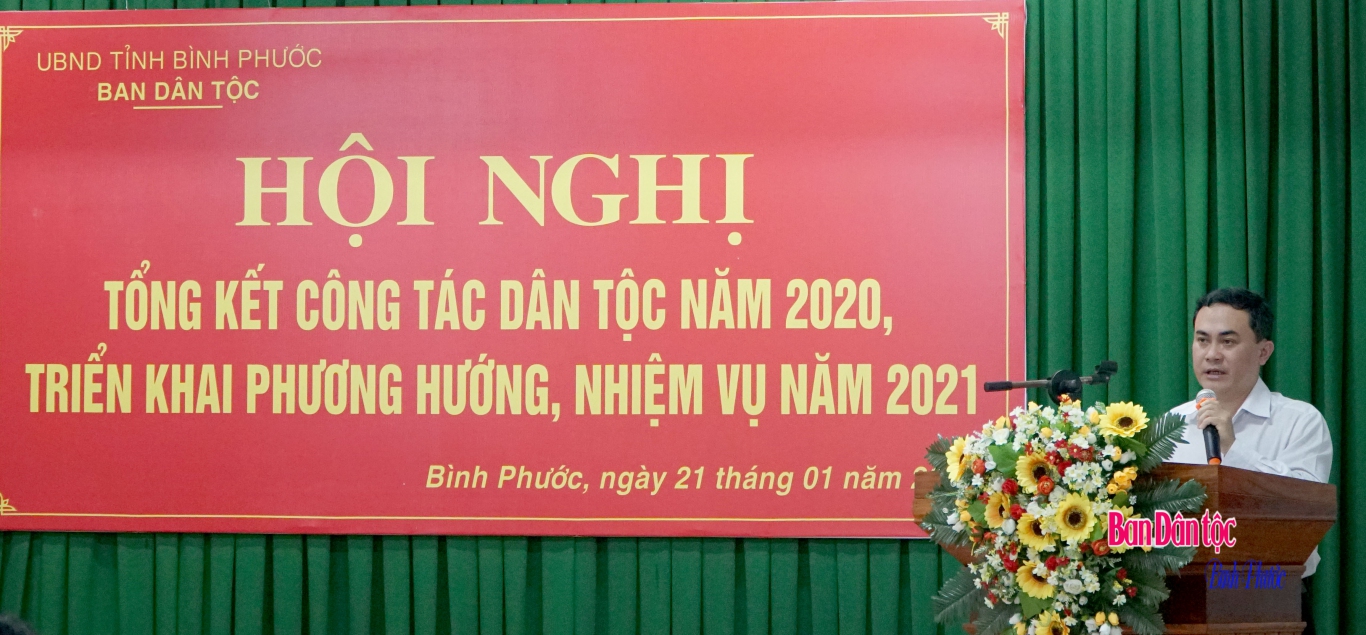 UBND TỈNH BÌNH PHƯỚC
BAN DÂN TỘC
HỘI NGHỊ
TỔNG KẾT CÔNG TÁC DÂN TỘC NĂM 2020,
TRIỂN KHAI PHƯƠNG HƯỚNG, NHIỆM VỤ NĂM 2021
Bình Phước, ngày 21 tháng 01 năm
Ban Dân tộc
Bình Phước